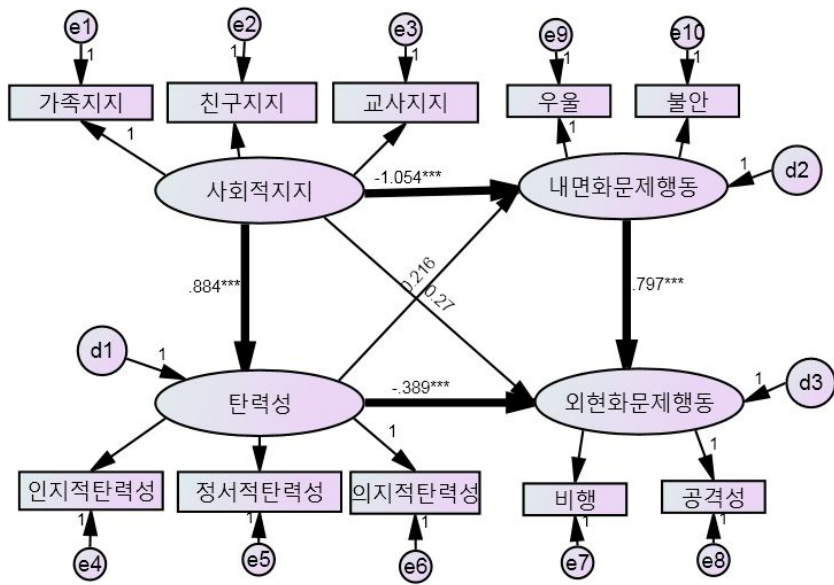 e1
e2
e3
e9
e10
1
1
1
1
1
가족지지
친구지지
교사지지
우울
불안
1
1
사회적지지
-1.054***
내면화문제행동
1
d2
.884***
0.216
0.27
.797***
d1
1
탄력성
-.389***
외현화문제행동
1
d3
1
1
인지적탄력성
정서적탄력성
의지적탄력성
비행
공격성
1
1
1
1
1
e4
e5
e6
e7
e8